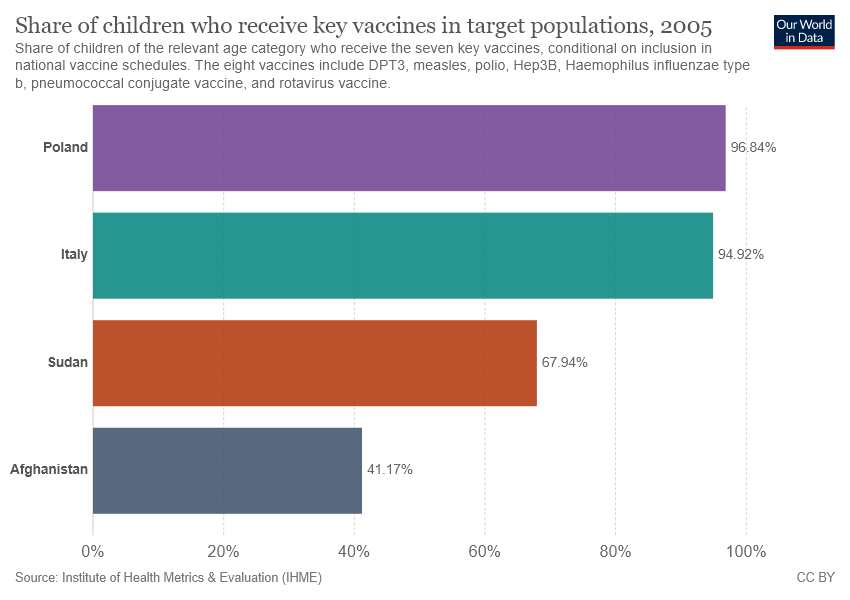 Share of children who receive key vaccines in target populations, 2005
Our World
in Data
Share of children of the relevant age category who receive the seven key vaccines, conditional on inclusion in
national vaccine schedules. The eight vaccines include DPT3, measles, polio, Hep3B, Haemophilus influenzae type
b, pneumococcal conjugate vaccine, and rotavirus vaccine.
Poland 96.84%
Italy 94.92%
Sudan 67.94%
Afghanistan 41.17%
0% 20% 40% 60% 80% 100%
Source: Institute of Health Metrics & Evaluation (IHME) CC BY